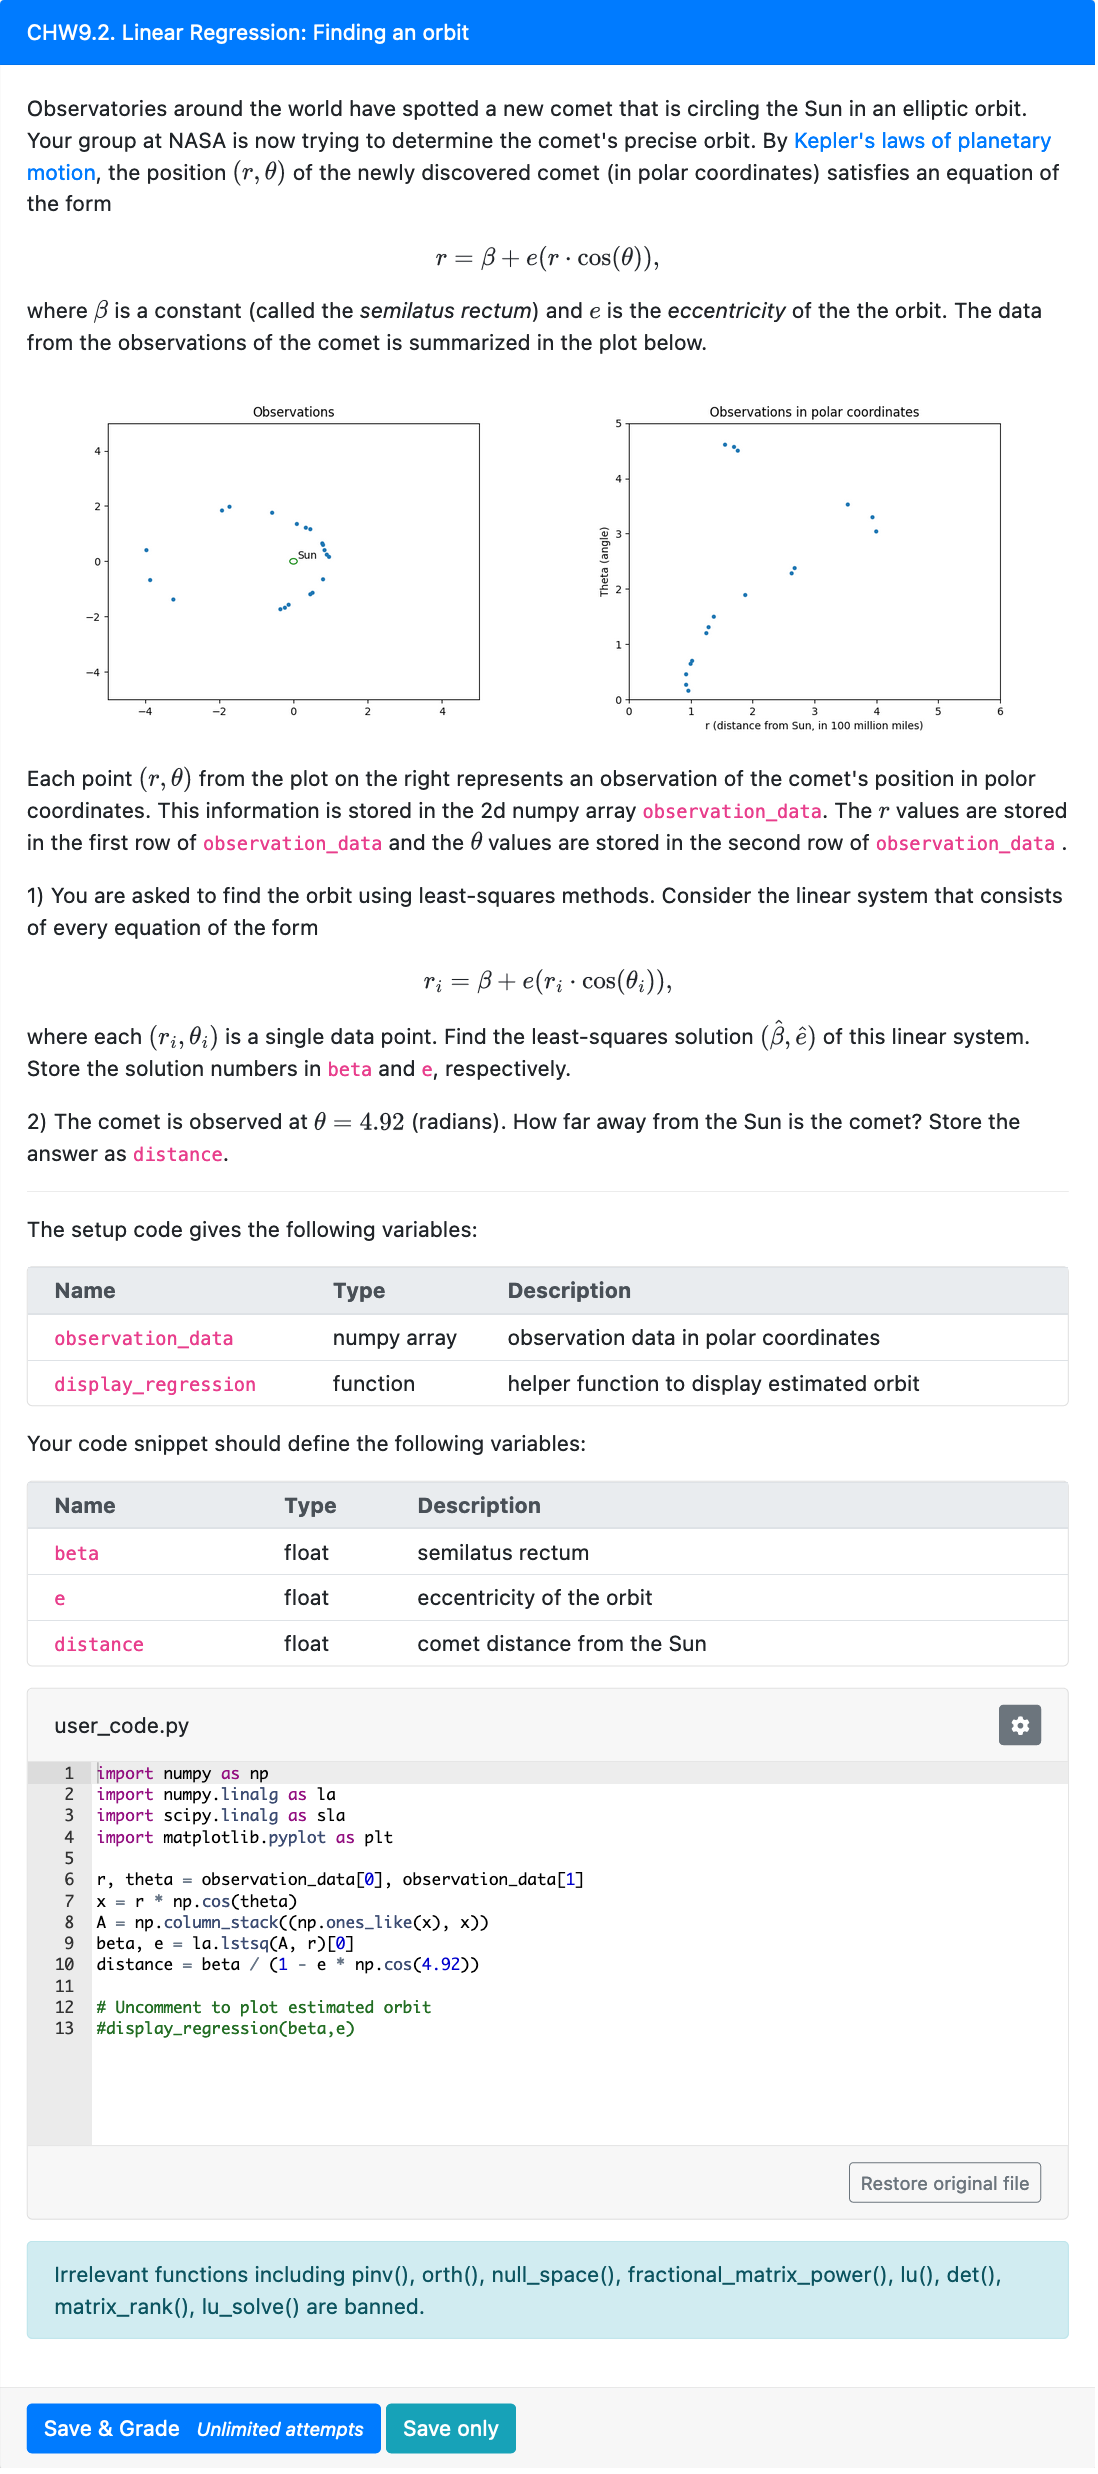 CHW9.2. Linear Regression: Finding an orbit
Observatories around the world have spotted a new comet that is circling the Sun in an elliptic orbit.
Your group at NASA is now trying to determine the comet's precise orbit. By Kepler's laws of planetary
motion, the position (r, θ) of the newly discovered comet (in polar coordinates) satisfies an equation of
the form
r = β + e(r · cos(θ)),
where β is a constant (called the semilatus rectum) and e is the eccentricity of the the orbit. The data
from the observations of the comet is summarized in the plot below.
Observations
4
2
0
−2
−4
Sun
−4 −2 0 2 4
Observations in polar coordinates
5
4
3
2
1
0
Theta (angle)
0 1 2 3 4 5 6
r (distance from Sun, in 100 million miles)
Each point (r, θ) from the plot on the right represents an observation of the comet's position in polor
coordinates. This information is stored in the 2d numpy array observation_data. The r values are stored
in the first row of observation_data and the θ values are stored in the second row of observation_data .
1) You are asked to find the orbit using least-squares methods. Consider the linear system that consists
of every equation of the form
rᵢ = β + e(rᵢ · cos(θᵢ)),
where each (rᵢ, θᵢ) is a single data point. Find the least-squares solution (β̂, ê) of this linear system.
Store the solution numbers in beta and e, respectively.
2) The comet is observed at θ = 4.92 (radians). How far away from the Sun is the comet? Store the
answer as distance.
The setup code gives the following variables:
Name Type Description
observation_data numpy array observation data in polar coordinates
display_regression function helper function to display estimated orbit
Your code snippet should define the following variables:
Name Type Description
beta float semilatus rectum
e float eccentricity of the orbit
distance float comet distance from the Sun
user_code.py
1 import numpy as np
2 import numpy.linalg as la
3 import scipy.linalg as sla
4 import matplotlib.pyplot as plt
5
6 r, theta = observation_data[0], observation_data[1]
7 x = r * np.cos(theta)
8 A = np.column_stack((np.ones_like(x), x))
9 beta, e = la.lstsq(A, r)[0]
10 distance = beta / (1 - e * np.cos(4.92))
11
12 # Uncomment to plot estimated orbit
13 #display_regression(beta,e)
Restore original file
Irrelevant functions including pinv(), orth(), null_space(), fractional_matrix_power(), lu(), det(),
matrix_rank(), lu_solve() are banned.
Save & Grade Unlimited attempts Save only